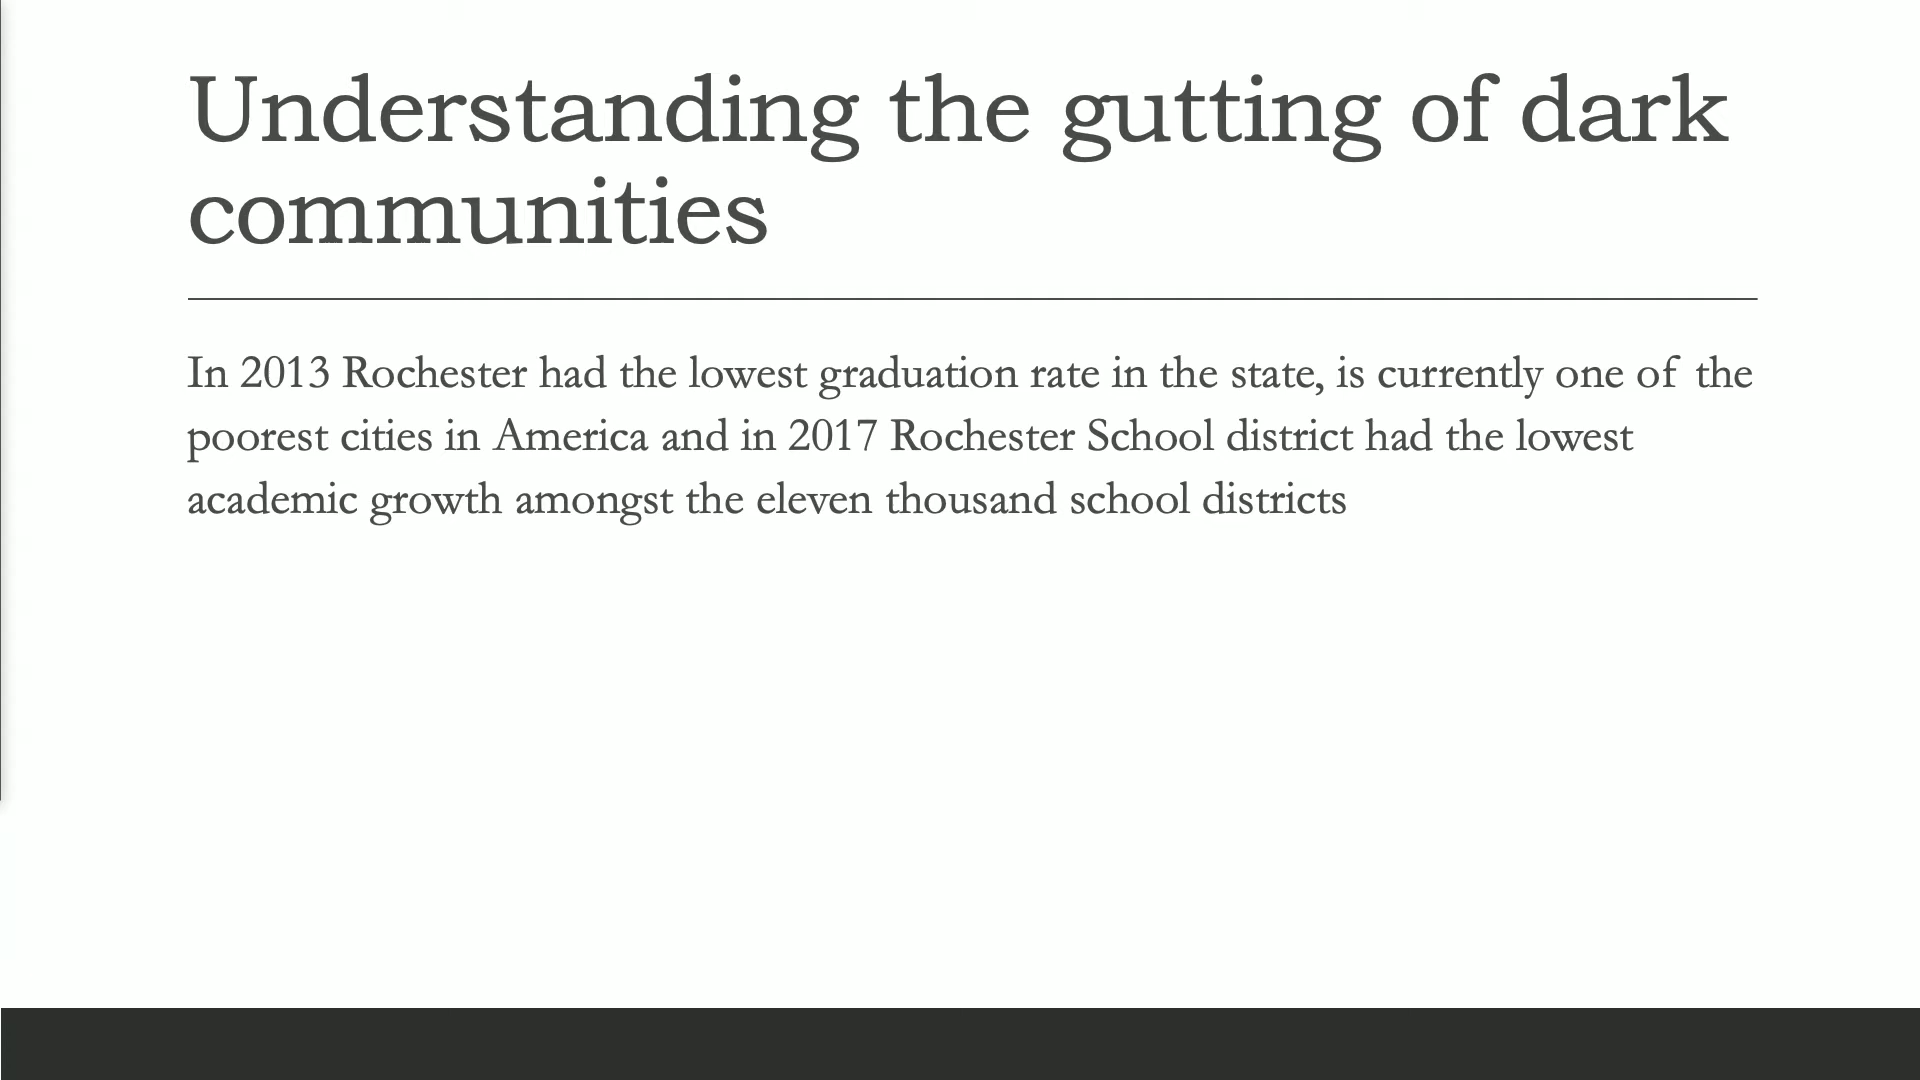 Understanding the gutting of dark
communities
In 2013 Rochester had the lowest graduation rate in the state, is currently one of the
poorest cities in America and in 2017 Rochester School district had the lowest
academic growth amongst the eleven thousand school districts